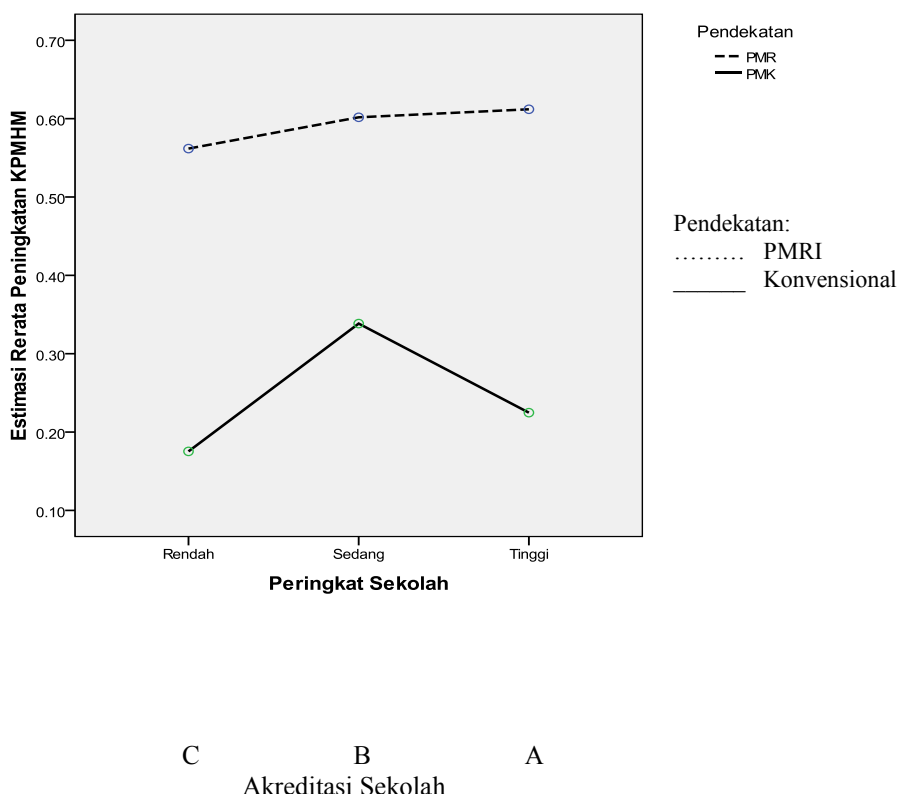 Estimasi Rerata Peningkatan KPMHM
0.70
0.60
0.50
0.40
0.30
0.20
0.10
Rendah Sedang Tinggi
Peringkat Sekolah
Pendekatan
PMR
PMK
Pendekatan:
......... PMRI
_______ Konvensional
C B A
Akreditasi Sekolah